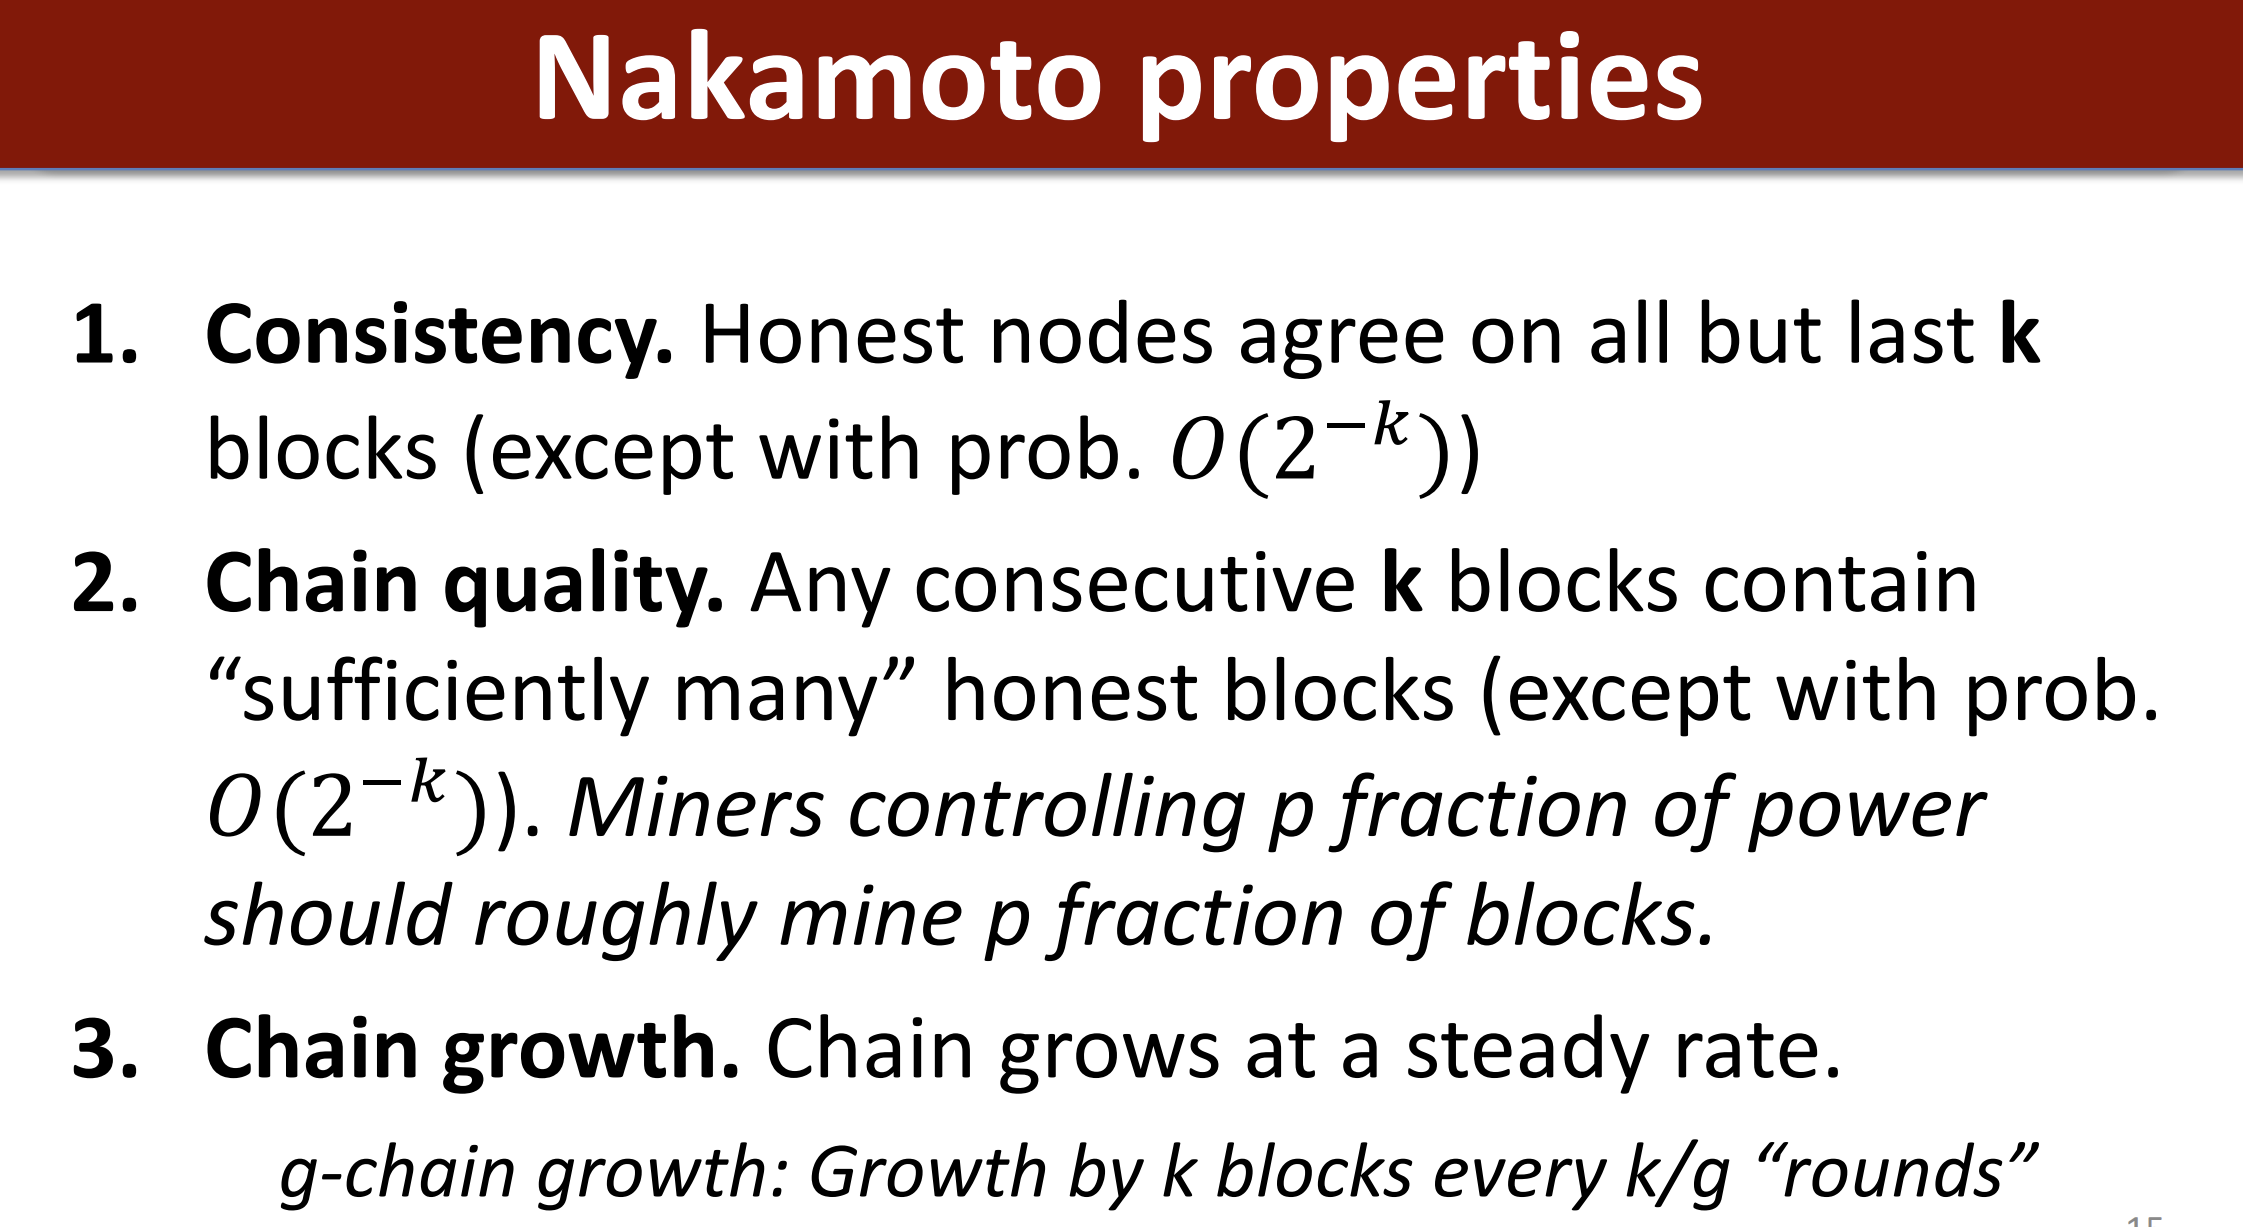 Nakamoto properties
1. Consistency. Honest nodes agree on all but last k
blocks (except with prob. O(2^{-k}))
2. Chain quality. Any consecutive k blocks contain
“sufficiently many” honest blocks (except with prob.
O(2^{-k})). Miners controlling p fraction of power
should roughly mine p fraction of blocks.
3. Chain growth. Chain grows at a steady rate.
g-chain growth: Growth by k blocks every k/g “rounds”